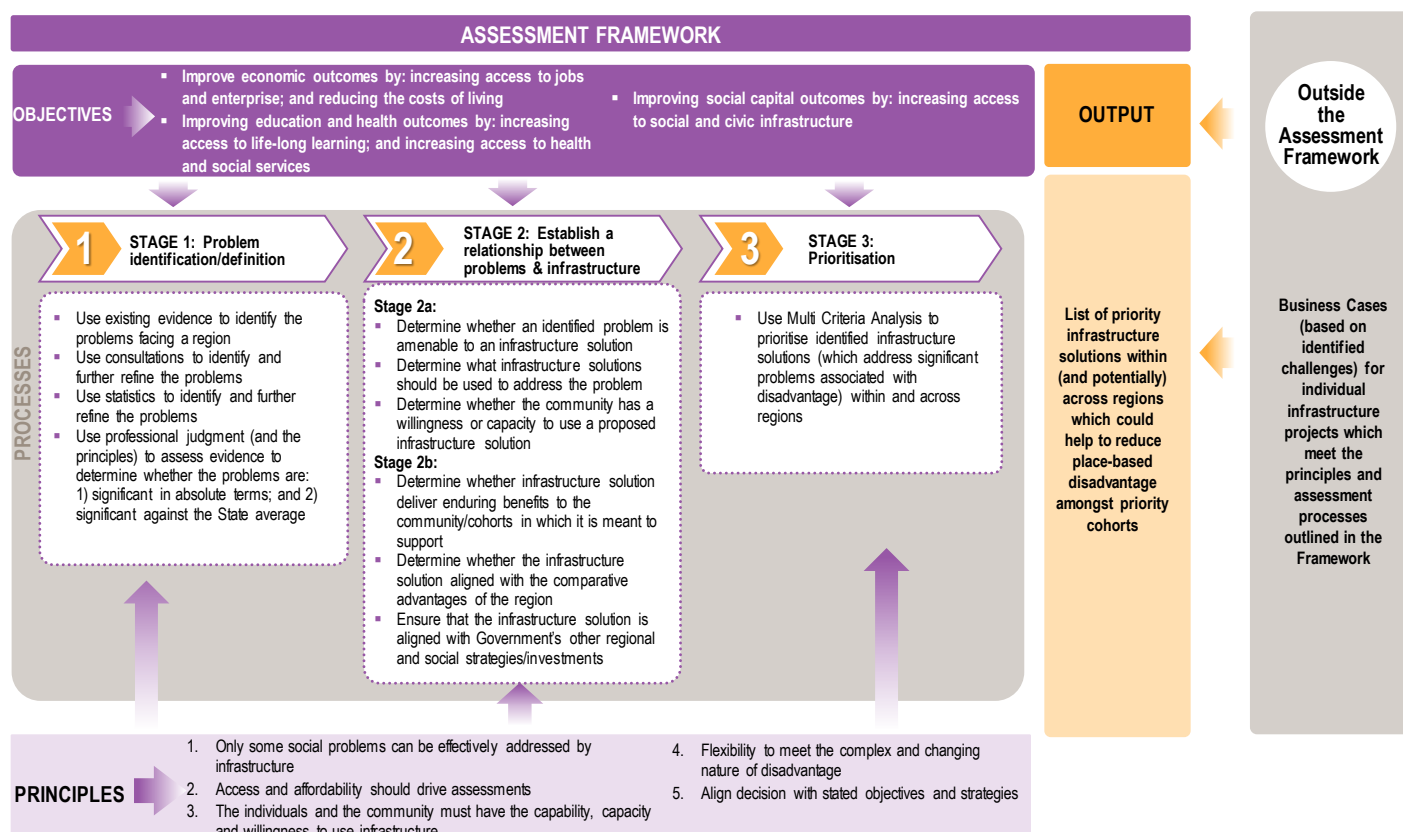 ASSESSMENT FRAMEWORK
OBJECTIVES
▪ Improve economic outcomes by: increasing access to jobs
and enterprise; and reducing the costs of living
▪ Improving education and health outcomes by: increasing
access to life-long learning; and increasing access to health
and social services
▪ Improving social capital outcomes by: increasing access
to social and civic infrastructure
OUTPUT
Outside
the
Assessment
Framework
PROCESSES
1
STAGE 1: Problem
identification/definition
▪ Use existing evidence to identify the
problems facing a region
▪ Use consultations to identify and
further refine the problems
▪ Use statistics to identify and further
refine the problems
▪ Use professional judgment (and the
principles) to assess evidence to
determine whether the problems are:
1) significant in absolute terms; and 2)
significant against the State average
2
STAGE 2: Establish a
relationship between
problems & infrastructure
Stage 2a:
▪ Determine whether an identified problem is
amenable to an infrastructure solution
▪ Determine what infrastructure solutions
should be used to address the problem
▪ Determine whether the community has a
willingness or capacity to use a proposed
infrastructure solution
Stage 2b:
▪ Determine whether infrastructure solution
deliver enduring benefits to the
community/cohorts in which it is meant to
support
▪ Determine whether the infrastructure
solution aligned with the comparative
advantages of the region
▪ Ensure that the infrastructure solution is
aligned with Government's other regional
and social strategies/investments
3
STAGE 3:
Prioritisation
▪ Use Multi Criteria Analysis to
prioritise identified infrastructure
solutions (which address significant
problems associated with
disadvantage) within and across
regions
List of priority
infrastructure
solutions within
(and potentially)
across regions
which could
help to reduce
place-based
disadvantage
amongst priority
cohorts
Business Cases
(based on
identified
challenges) for
individual
infrastructure
projects which
meet the
principles and
assessment
processes
outlined in the
Framework
PRINCIPLES
1. Only some social problems can be effectively addressed by
infrastructure
2. Access and affordability should drive assessments
3. The individuals and the community must have the capability, capacity
and willingness to use infrastructure
4. Flexibility to meet the complex and changing
nature of disadvantage
5. Align decision with stated objectives and strategies